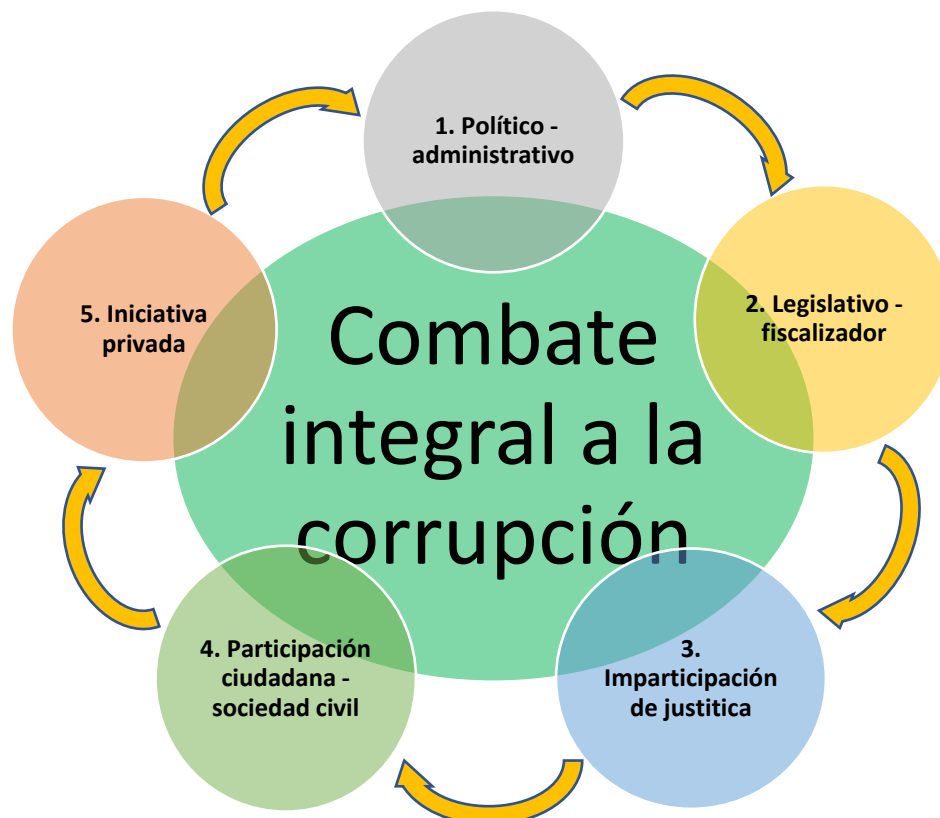 1. Político -
administrativo
2. Legislativo -
fiscalizador
3.
Imparticipación
de justitica
4. Participación
ciudadana -
sociedad civil
5. Iniciativa
privada
Combate
integral a la
corrupción